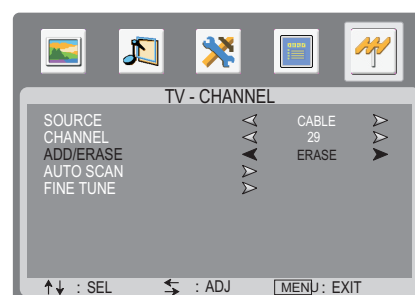 TV - CHANNEL
SOURCE CABLE
CHANNEL 29
ADD/ERASE ERASE
AUTO SCAN
FINE TUNE
: SEL : ADJ MENU : EXIT